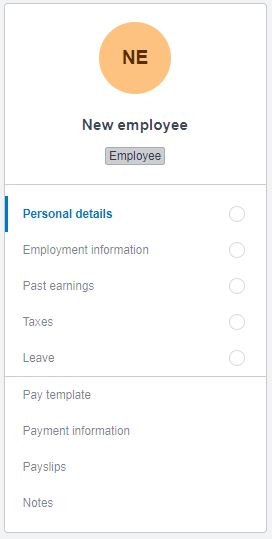 NE
New employee
Employee
Personal details
Employment information
Past earnings
Taxes
Leave
Pay template
Payment information
Payslips
Notes